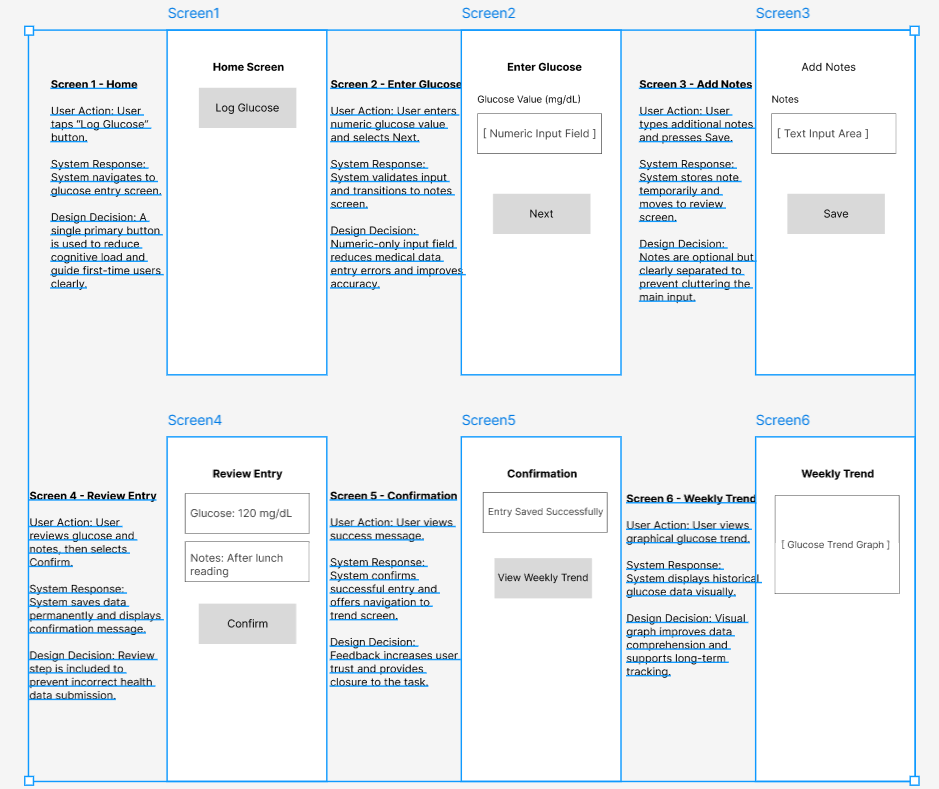 Screen1
Screen2
Screen3
Screen 1 - Home
User Action: User
taps "Log Glucose"
button.
System Response:
System navigates to
glucose entry screen.
Design Decision: A
single primary button
is used to reduce
cognitive load and
guide first-time users
clearly.
Home Screen
Log Glucose
Screen 2 - Enter Glucose
User Action: User enters
numeric glucose value
and selects Next.
System Response:
System validates input
and transitions to notes
screen.
Design Decision:
Numeric-only input field
reduces medical data
entry errors and improves
accuracy.
Enter Glucose
Glucose Value (mg/dL)
[ Numeric Input Field ]
Next
Screen 3 - Add Notes
User Action: User
types additional notes
and presses Save.
System Response:
System stores note
temporarily and
moves to review
screen.
Design Decision:
Notes are optional but
clearly separated to
prevent cluttering the
main input.
Add Notes
Notes
[ Text Input Area ]
Save
Screen4
Screen5
Screen6
Screen 4 - Review Entry
User Action: User
reviews glucose and
notes, then selects
Confirm.
System Response:
System saves data
permanently and displays
confirmation message.
Design Decision: Review
step is included to
prevent incorrect health
data submission.
Review Entry
Glucose: 120 mg/dL
Notes: After lunch
reading
Confirm
Screen 5 - Confirmation
User Action: User views
success message.
System Response:
System confirms
successful entry and
offers navigation to
trend screen.
Design Decision:
Feedback increases user
trust and provides
closure to the task.
Confirmation
Entry Saved Successfully
View Weekly Trend
Screen 6 - Weekly Trend
User Action: User views
graphical glucose trend.
System Response:
System displays historical
glucose data visually.
Design Decision: Visual
graph improves data
comprehension and
supports long-term
tracking.
Weekly Trend
[ Glucose Trend Graph ]